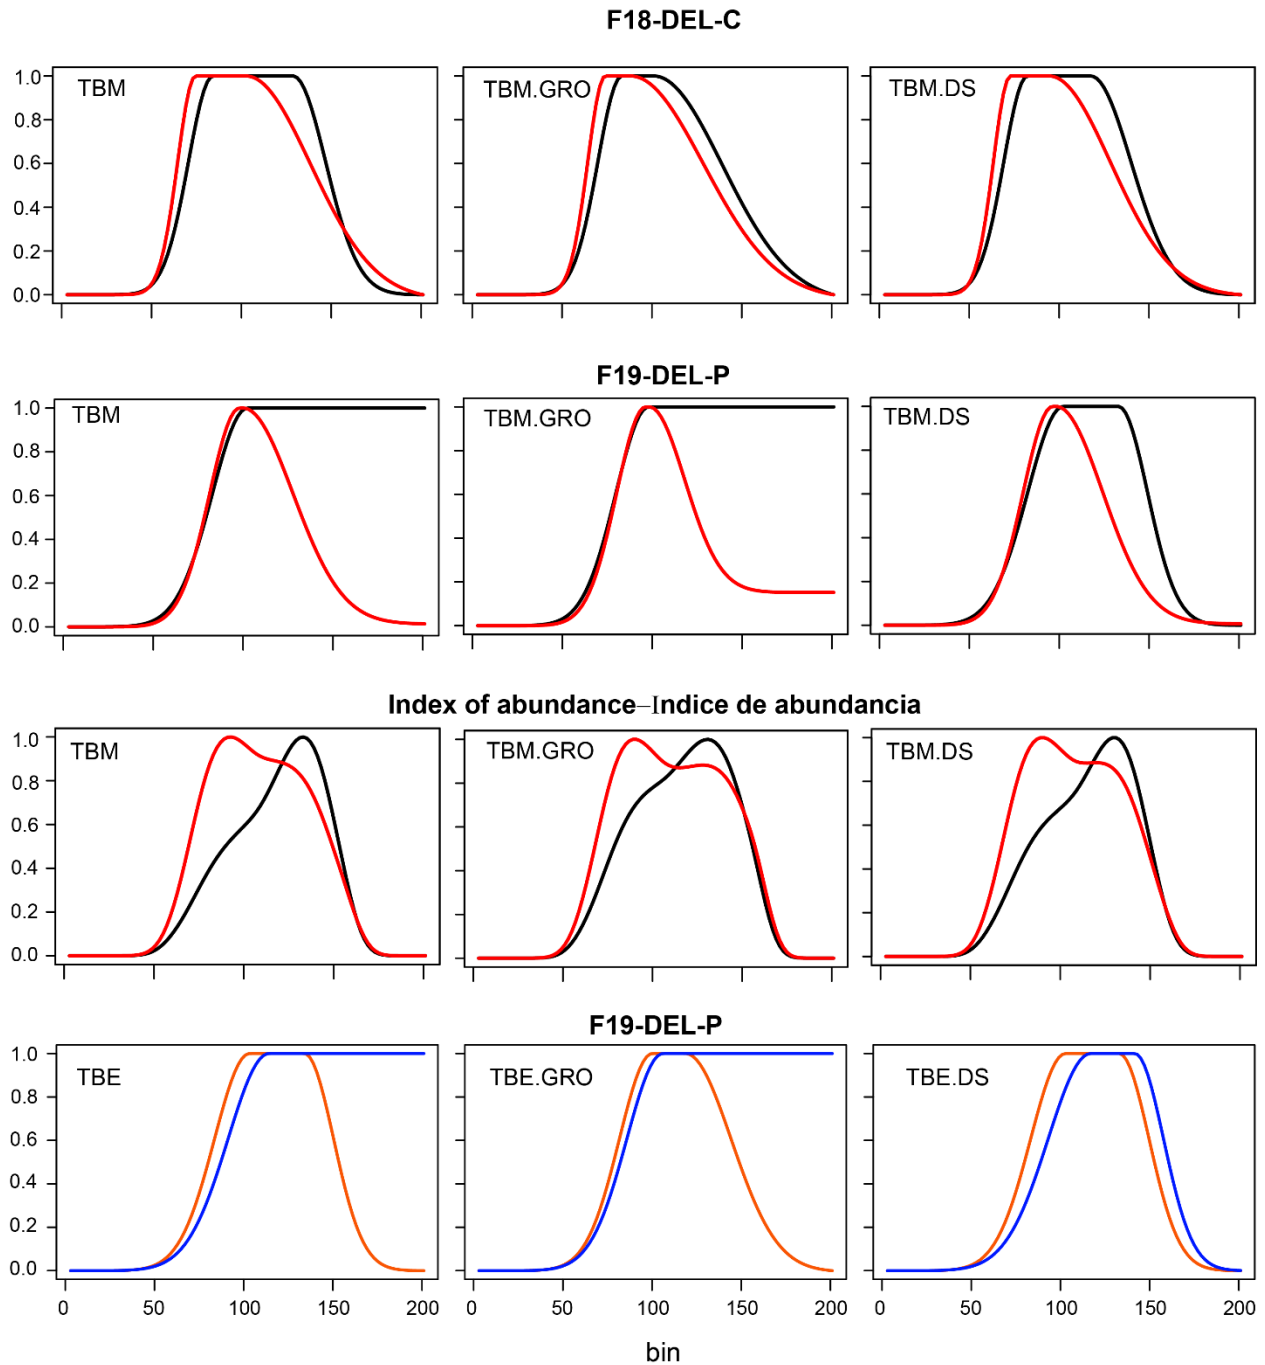 F18-DEL-C
TBM TBM.GRO TBM.DS
1.0
0.8
0.6
0.4
0.2
0.0
F19-DEL-P
TBM TBM.GRO TBM.DS
1.0
0.8
0.6
0.4
0.2
0.0
Index of abundance–Indice de abundancia
TBM TBM.GRO TBM.DS
1.0
0.8
0.6
0.4
0.2
0.0
F19-DEL-P
TBE TBE.GRO TBE.DS
1.0
0.8
0.6
0.4
0.2
0.0
0 50 100 150 200 0 50 100 150 200 0 50 100 150 200
bin